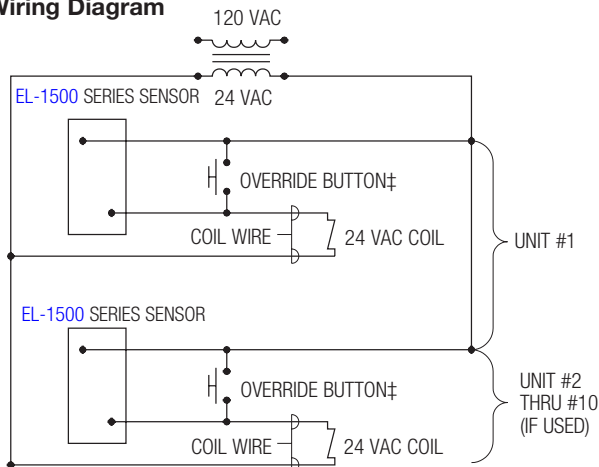 Wiring Diagram
120 VAC
EL-1500 SERIES SENSOR
24 VAC
OVERRIDE BUTTON‡
COIL WIRE
24 VAC COIL
UNIT #1
EL-1500 SERIES SENSOR
OVERRIDE BUTTON‡
UNIT #2
THRU #10
(IF USED)
COIL WIRE
24 VAC COIL